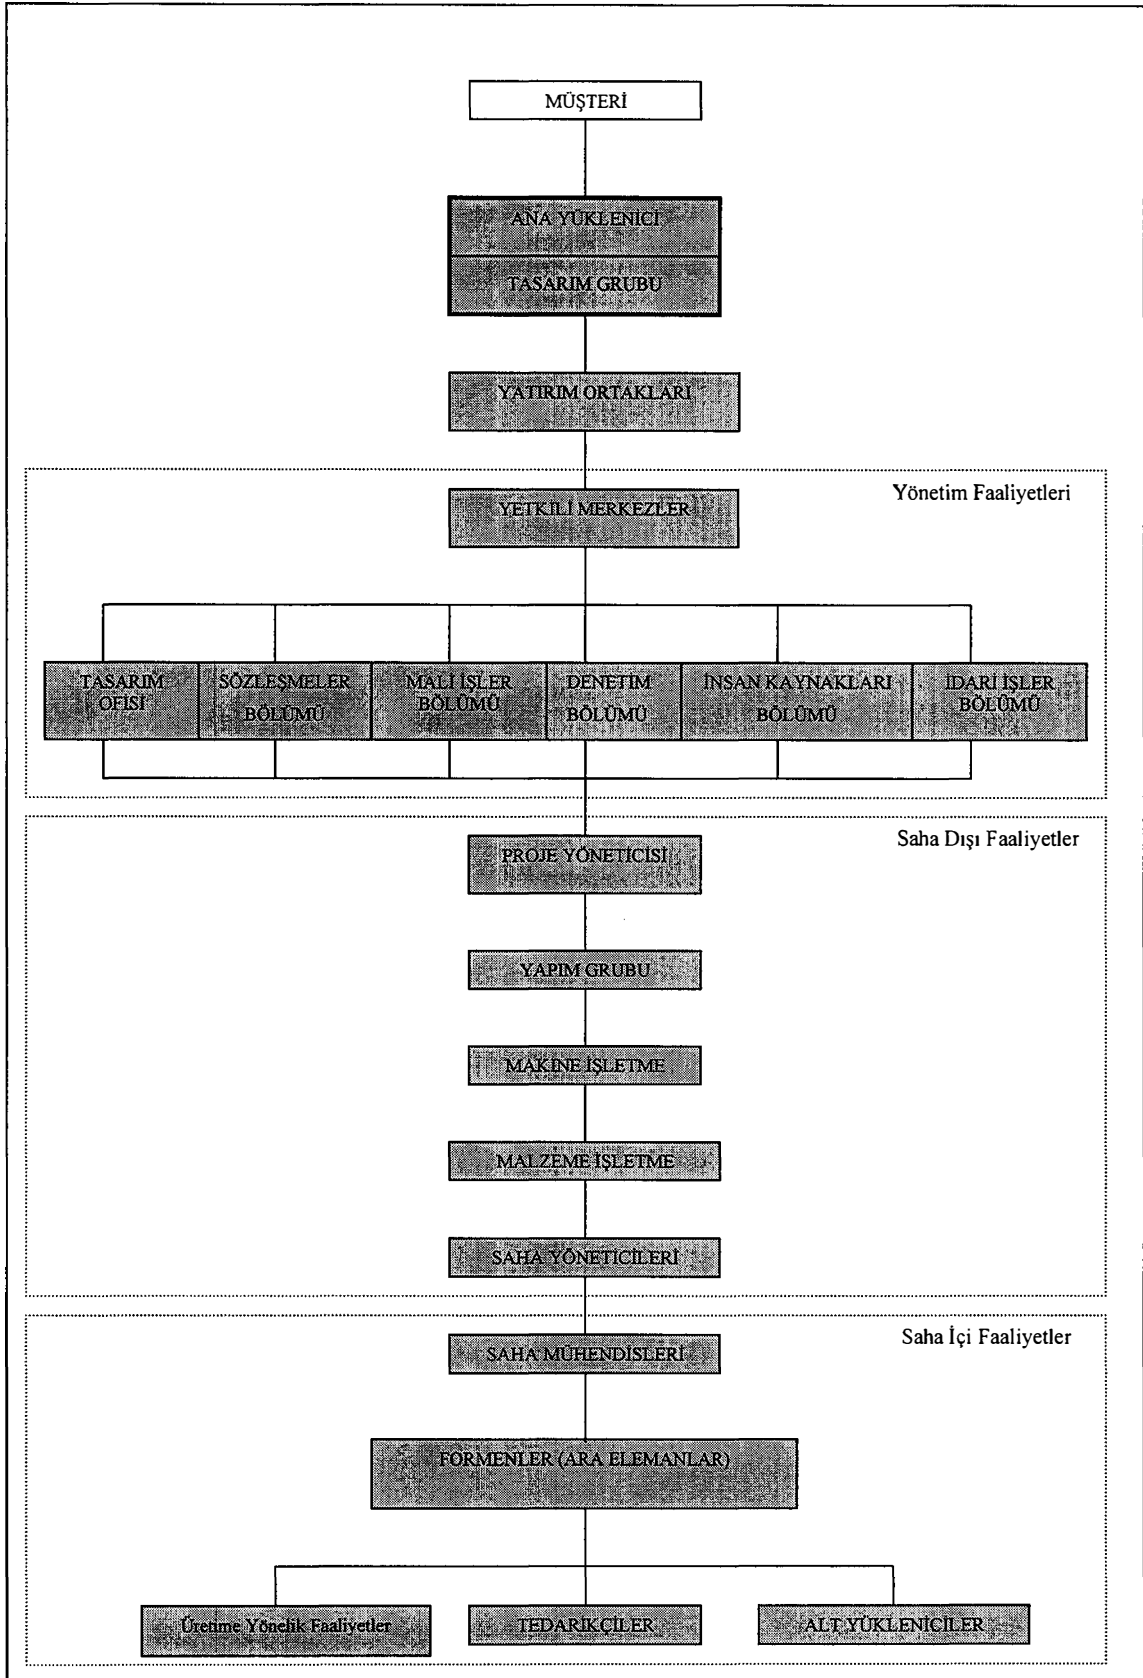 MÜŞTERİ
ANA YÜKLENİCİ
TASARIM GRUBU
YATIRIM ORTAKLARI
Yönetim Faaliyetleri
YETKİLİ MERKEZLER
TASARIM
OFİSİ
SÖZLEŞMELER
BÖLÜMÜ
MALİ İŞLER
BÖLÜMÜ
DENETİM
BÖLÜMÜ
İNSAN KAYNAKLARI
BÖLÜMÜ
İDARİ İŞLER
BÖLÜMÜ
Saha Dışı Faaliyetler
PROJE YÖNETİCİSİ
YAPIM GRUBU
MAKİNE İŞLETME
MALZEME İŞLETME
SAHA YÖNETİCİLERİ
Saha İçi Faaliyetler
SAHA MÜHENDİSLERİ
FORMENLER (ARA ELEMANLAR)
Üretime Yönelik Faaliyetler
TEDARİKÇİLER
ALT YÜKLENİCİLER